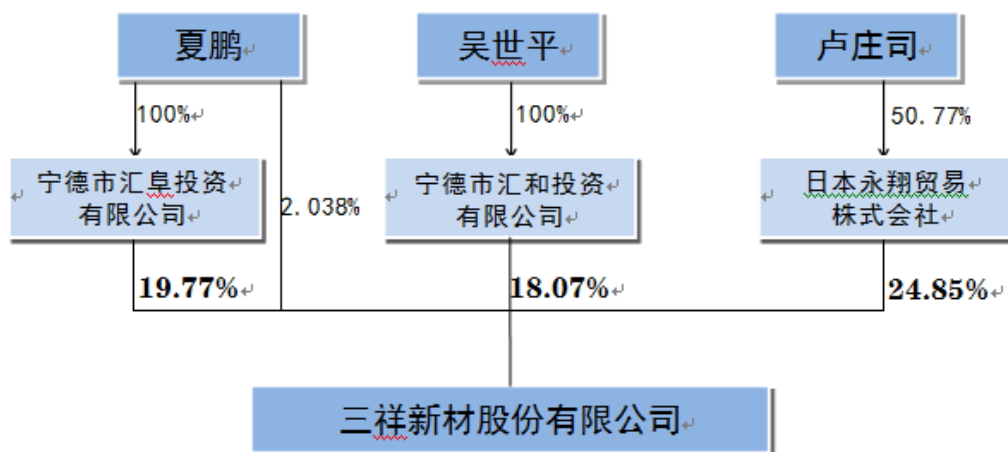 夏鹏
吴世平
卢庄司
100%
100%
50.77%
宁德市汇阜投资
有限公司
2.038%
宁德市汇和投资
有限公司
日本永翔贸易
株式会社
19.77%
18.07%
24.85%
三祥新材股份有限公司